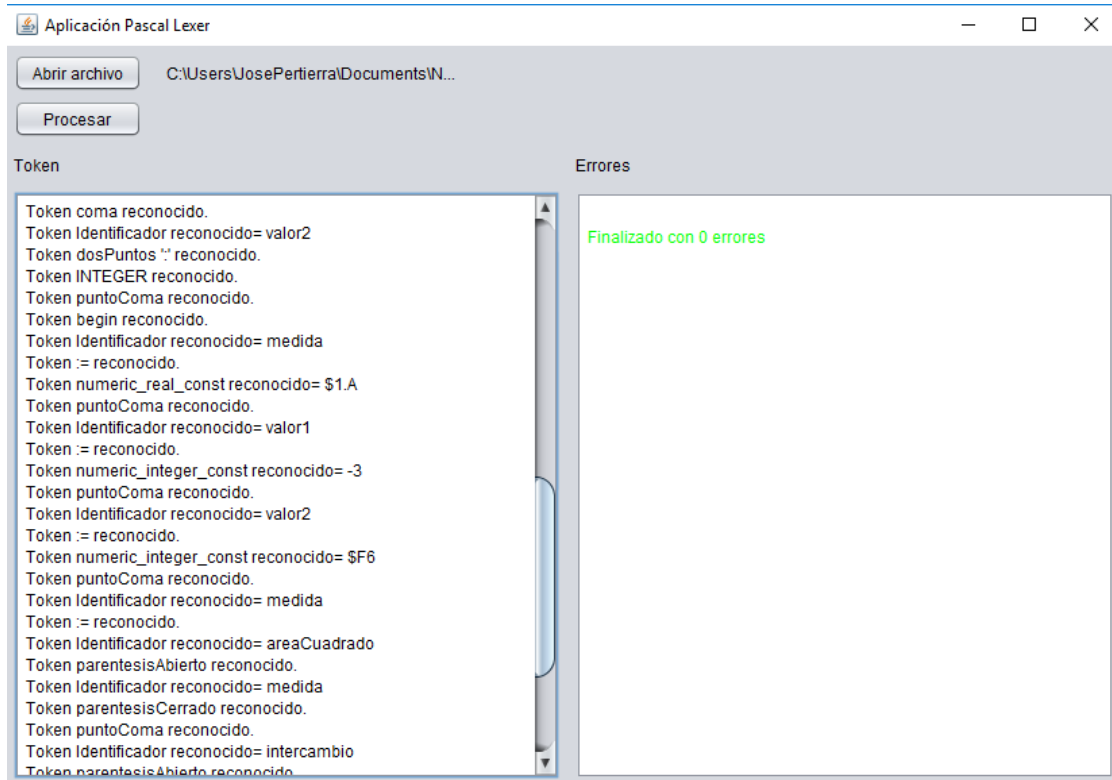 Aplicación Pascal Lexer
Abrir archivo C:\Users\JosePertierra\Documents\N...
Procesar
Token
Errores
Token coma reconocido.
Token Identificador reconocido= valor2
Token dosPuntos ':' reconocido.
Token INTEGER reconocido.
Token puntoComa reconocido.
Token begin reconocido.
Token Identificador reconocido= medida
Token := reconocido.
Token numeric_real_const reconocido= $1.A
Token puntoComa reconocido.
Token Identificador reconocido= valor1
Token := reconocido.
Token numeric_integer_const reconocido= -3
Token puntoComa reconocido.
Token Identificador reconocido= valor2
Token := reconocido.
Token numeric_integer_const reconocido= $F6
Token puntoComa reconocido.
Token Identificador reconocido= medida
Token := reconocido.
Token Identificador reconocido= areaCuadrado
Token parentesisAbierto reconocido.
Token Identificador reconocido= medida
Token parentesisCerrado reconocido.
Token puntoComa reconocido.
Token Identificador reconocido= intercambio
Token parentesisAbierto reconocido.
Finalizado con 0 errores